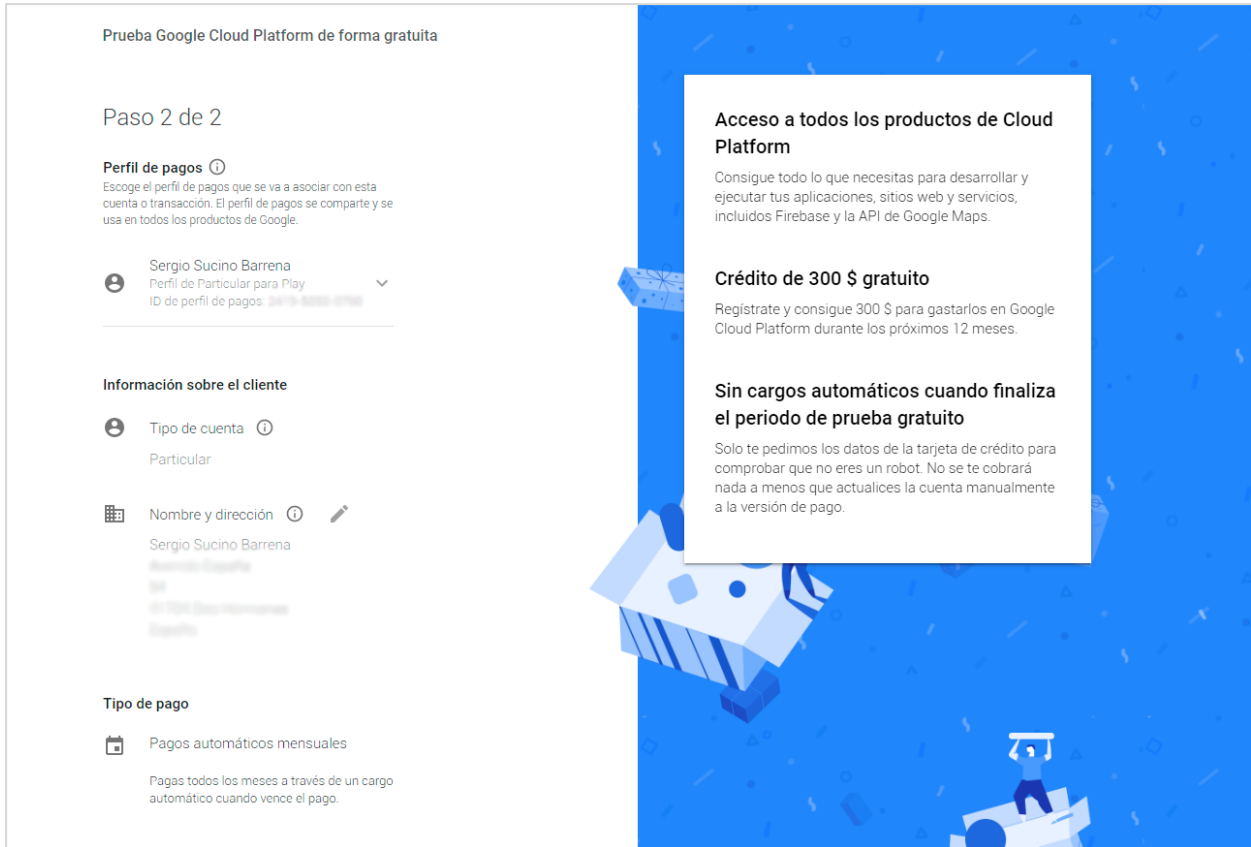 Prueba Google Cloud Platform de forma gratuita
Paso 2 de 2
Perfil de pagos
Escoge el perfil de pagos que se va a asociar con esta
cuenta o transacción. El perfil de pagos se comparte y se
usa en todos los productos de Google.
Sergio Sucino Barrena
Perfil de Particular para Play
ID de perfil de pagos:
Información sobre el cliente
Tipo de cuenta
Particular
Nombre y dirección
Sergio Sucino Barrena
Tipo de pago
Pagos automáticos mensuales
Pagas todos los meses a través de un cargo
automático cuando vence el pago.
Acceso a todos los productos de Cloud
Platform
Consigue todo lo que necesitas para desarrollar y
ejecutar tus aplicaciones, sitios web y servicios,
incluidos Firebase y la API de Google Maps.
Crédito de 300 $ gratuito
Regístrate y consigue 300 $ para gastarlos en Google
Cloud Platform durante los próximos 12 meses.
Sin cargos automáticos cuando finaliza
el periodo de prueba gratuito
Solo te pedimos los datos de la tarjeta de crédito para
comprobar que no eres un robot. No se te cobrará
nada a menos que actualices la cuenta manualmente
a la versión de pago.